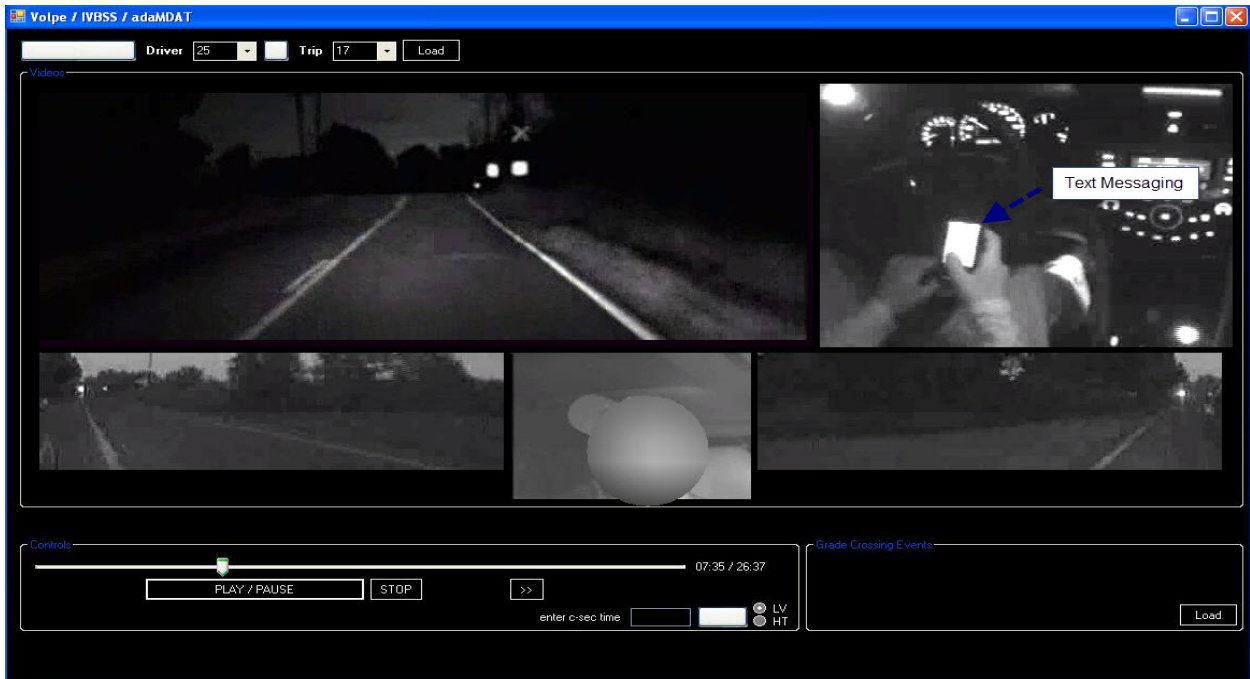 Volpe / IVBSS / adaMDAT
Driver 25 Trip 17 Load
Videos
Text Messaging
Controls
07:35 / 26:37
PLAY / PAUSE STOP >>
enter c-sec time LV
HT
Grade Crossing Events
Load